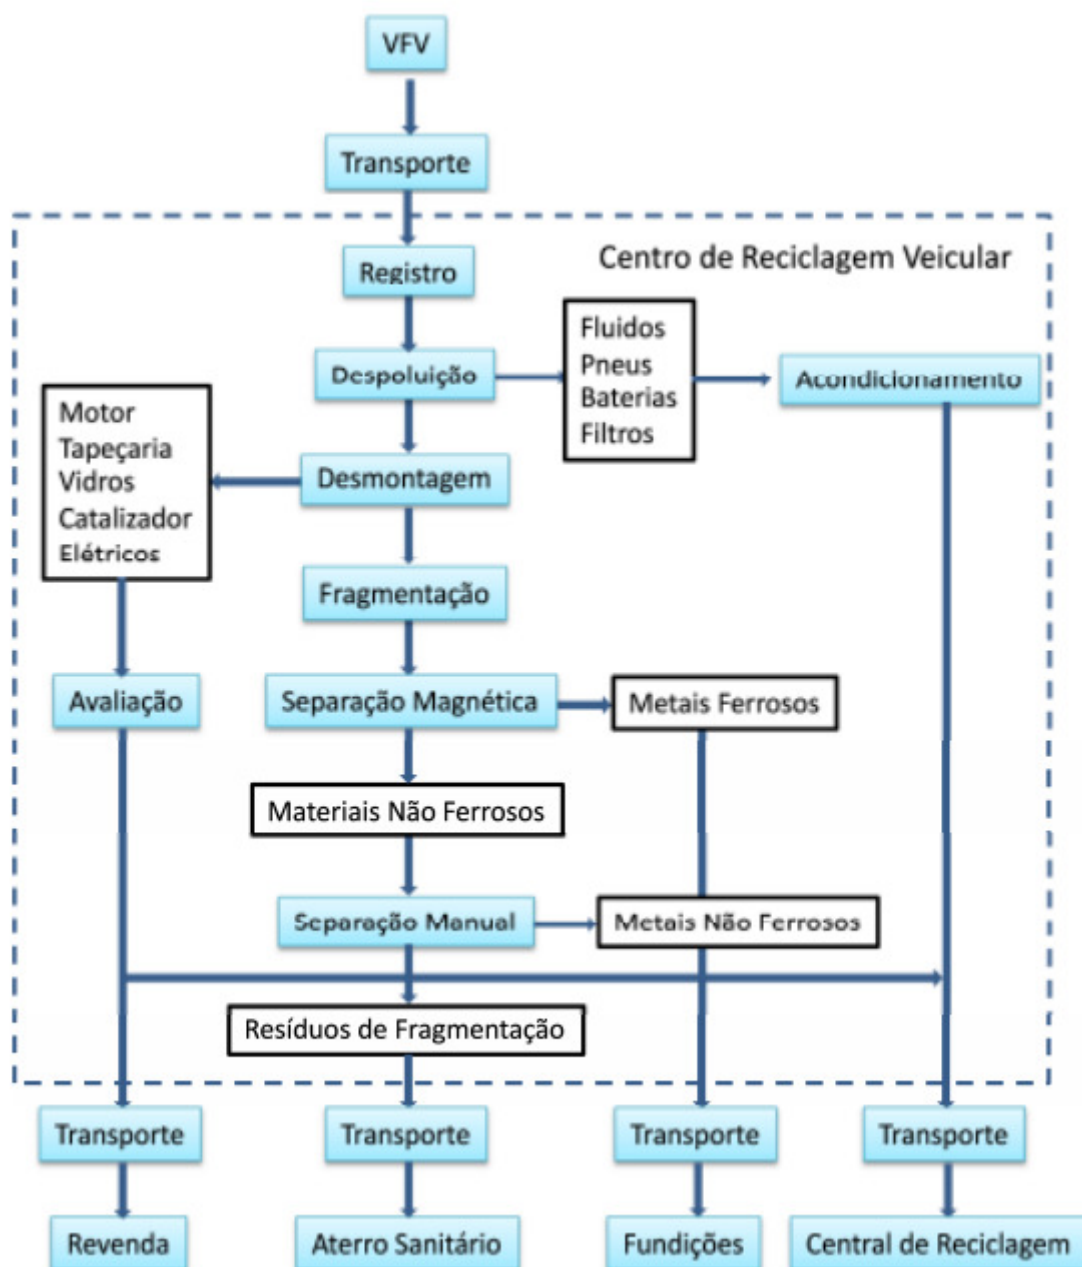 VFV
Transporte
Registro
Centro de Reciclagem Veicular
Despoluição
Fluidos
Pneus
Baterias
Filtros
Acondicionamento
Motor
Tapeçaria
Vidros
Catalizador
Elétricos
Desmontagem
Fragmentação
Avaliação
Separação Magnética
Metais Ferrosos
Materiais Não Ferrosos
Separação Manual
Metais Não Ferrosos
Resíduos de Fragmentação
Transporte
Transporte
Transporte
Transporte
Revenda
Aterro Sanitário
Fundições
Central de Reciclagem